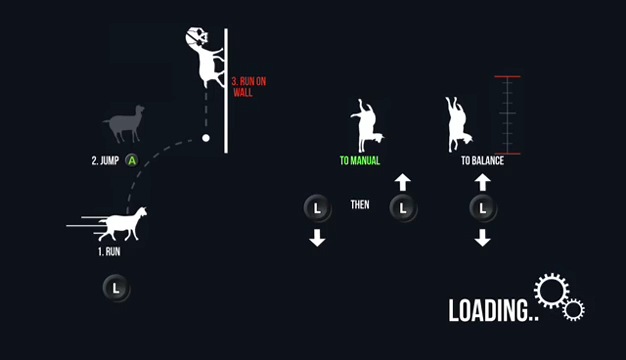 3. RUN ON
WALL
2. JUMP A
TO MANUAL
TO BALANCE
L THEN L L
1. RUN
L
LOADING..